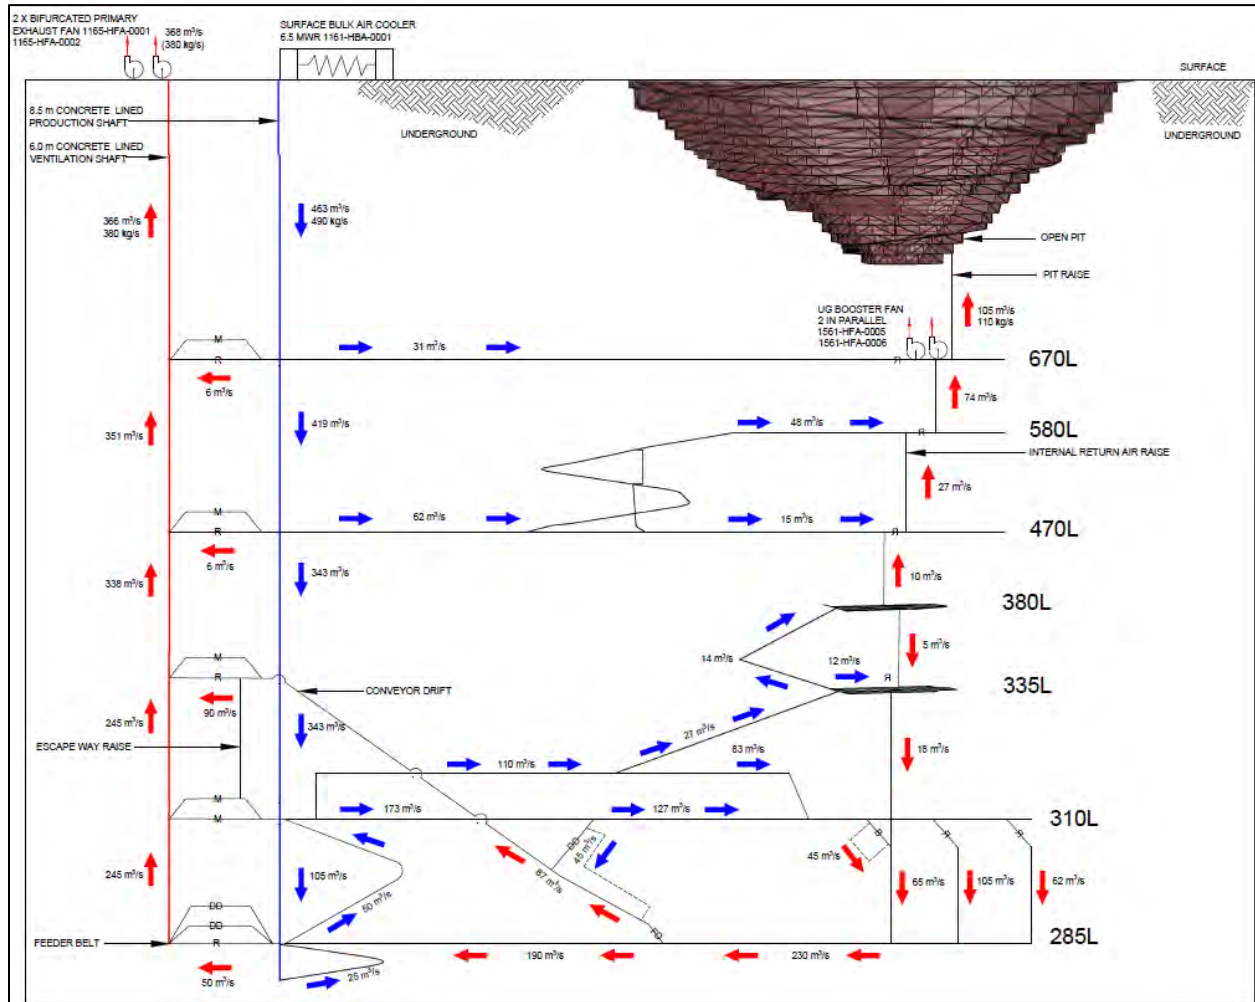 2 X BIFURCATED PRIMARY
EXHAUST FAN 1165-HFA-0001
1165-HFA-0002
368 m³/s
(380 kg/s)
SURFACE BULK AIR COOLER
6.5 MWR 1161-HBA-0001
SURFACE
8.5 m CONCRETE LINED
PRODUCTION SHAFT
6.0 m CONCRETE LINED
VENTILATION SHAFT
UNDERGROUND
UNDERGROUND
366 m³/s
380 kg/s
463 m³/s
490 kg/s
OPEN PIT
PIT RAISE
UG BOOSTER FAN
2 IN PARALLEL
1561-HFA-0005
1561-HFA-0006
105 m³/s
110 kg/s
M
R
31 m³/s
R
670L
6 m³/s
74 m³/s
351 m³/s
419 m³/s
48 m³/s
R
580L
INTERNAL RETURN AIR RAISE
27 m³/s
M
R
62 m³/s
15 m³/s
R
470L
6 m³/s
338 m³/s
343 m³/s
10 m³/s
380L
14 m³/s
5 m³/s
M
R
12 m³/s
R
335L
CONVEYOR DRIFT
90 m³/s
245 m³/s
343 m³/s
27 m³/s
ESCAPE WAY RAISE
83 m³/s
18 m³/s
110 m³/s
M
M
173 m³/s
127 m³/s
310L
DD
45 m³/s
R
R
R
45 m³/s
245 m³/s
105 m³/s
50 m³/s
87 m³/s
65 m³/s
105 m³/s
62 m³/s
DD
DD
R
FD
FEEDER BELT
285L
50 m³/s
25 m³/s
190 m³/s
230 m³/s